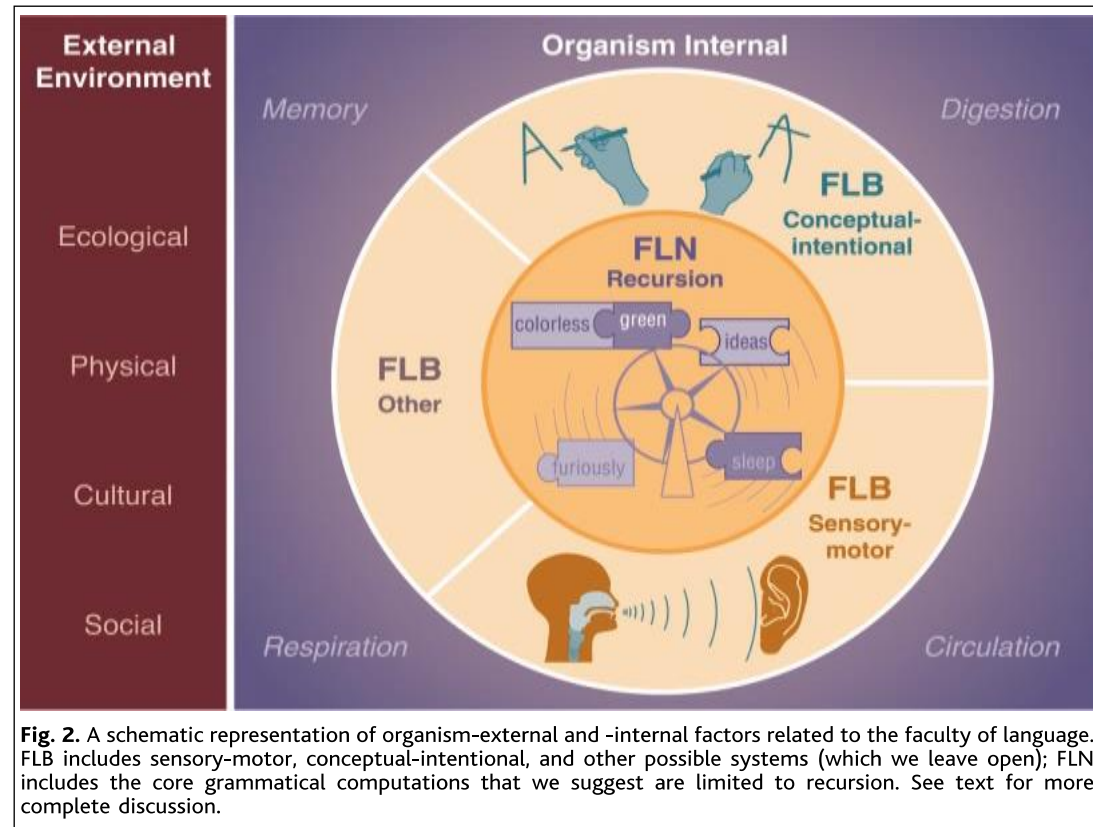 External
Environment
Ecological
Physical
Cultural
Social
Organism Internal
Memory
Digestion
A
A
FLB
Conceptual-
intentional
FLN
Recursion
colorless
green
ideas
FLB
Other
furiously
sleep
FLB
Sensory-
motor
Respiration
Circulation
Fig. 2. A schematic representation of organism-external and -internal factors related to the faculty of language.
FLB includes sensory-motor, conceptual-intentional, and other possible systems (which we leave open); FLN
includes the core grammatical computations that we suggest are limited to recursion. See text for more
complete discussion.